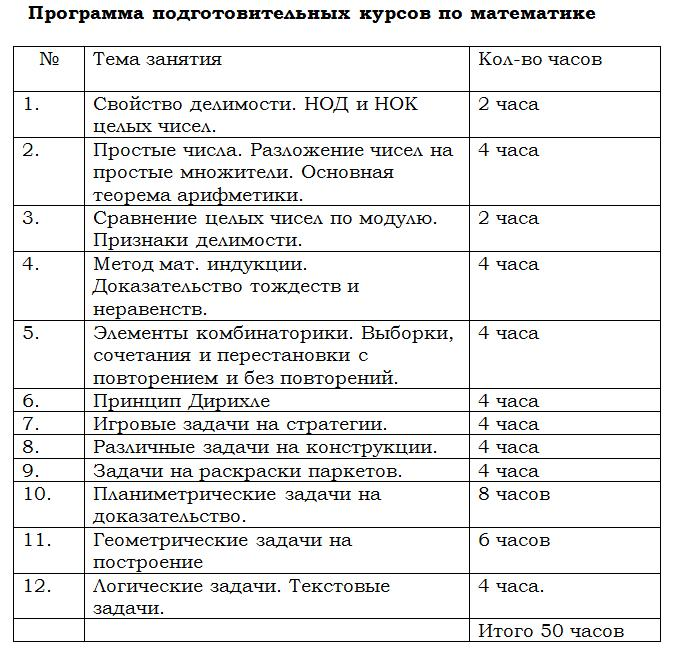 Программа подготовительных курсов по математике
№ Тема занятия Кол-во часов
1. Свойство делимости. НОД и НОК 2 часа
целых чисел.
2. Простые числа. Разложение чисел на 4 часа
простые множители. Основная
теорема арифметики.
3. Сравнение целых чисел по модулю. 2 часа
Признаки делимости.
4. Метод мат. индукции. 4 часа
Доказательство тождеств и
неравенств.
5. Элементы комбинаторики. Выборки, 4 часа
сочетания и перестановки с
повторением и без повторений.
6. Принцип Дирихле 4 часа
7. Игровые задачи на стратегии. 4 часа
8. Различные задачи на конструкции. 4 часа
9. Задачи на раскраски паркетов. 4 часа
10. Планиметрические задачи на 8 часов
доказательство.
11. Геометрические задачи на 6 часов
построение
12. Логические задачи. Текстовые 4 часа.
задачи.
Итого 50 часов